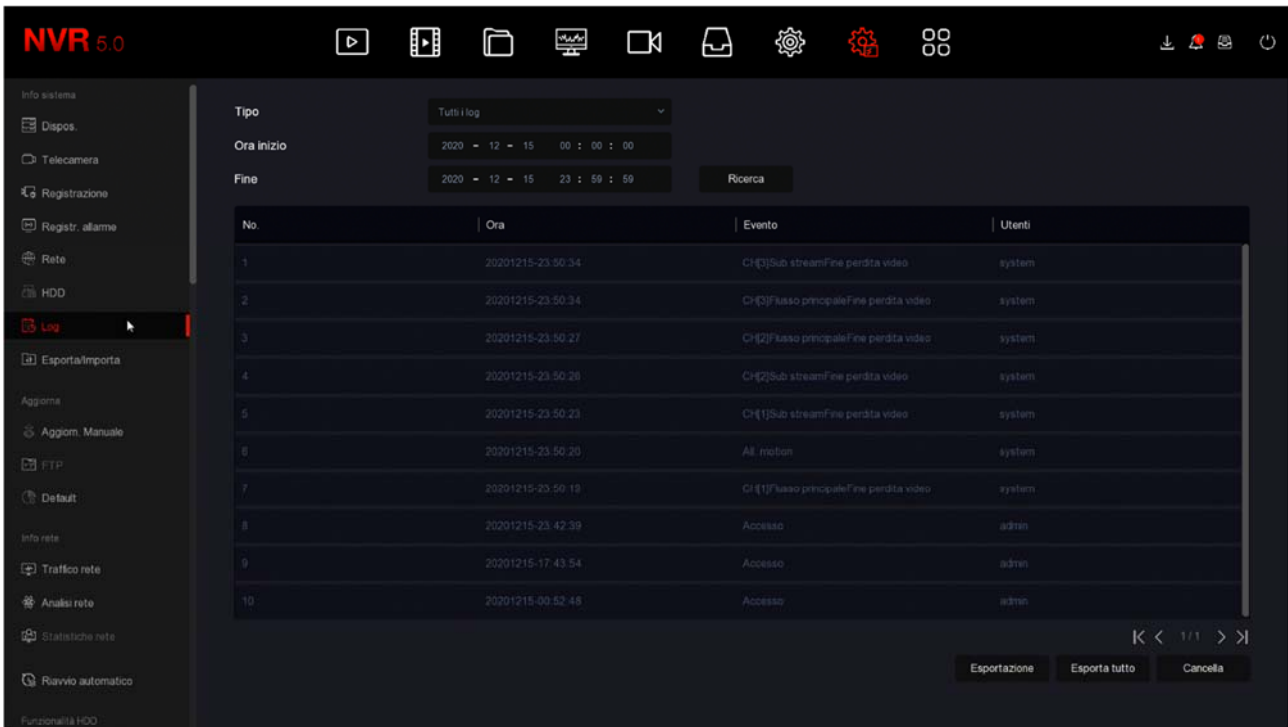 NVR 5.0
Info sistema
Dispos.
Telecamera
Registrazione
Registr. allarme
Rete
HDD
Log
Esporta/Importa
Aggiorna
Aggiorn. Manuale
FTP
Default
Info rete
Traffico rete
Analisi rete
Statistiche rete
Riavvio automatico
Funzionalità HDD
Tipo Tutti i log
Ora inizio 2020 - 12 - 15 00 : 00 : 00
Fine 2020 - 12 - 15 23 : 59 : 59 Ricerca
No. Ora Evento Utenti
1 20201215-23:50:34 CH[3]Sub streamFine perdita video system
2 20201215-23:50:34 CH[3]Flusso principaleFine perdita video system
3 20201215-23:50:27 CH[2]Flusso principaleFine perdita video system
4 20201215-23:50:26 CH[2]Sub streamFine perdita video system
5 20201215-23:50:23 CH[1]Sub streamFine perdita video system
6 20201215-23:50:20 All. motion system
7 20201215-23:50:19 CH[1]Flusso principaleFine perdita video system
8 20201215-23:42:39 Accesso admin
9 20201215-17:43:54 Accesso admin
10 20201215-00:52:48 Accesso admin
1/1
Esportazione Esporta tutto Cancella